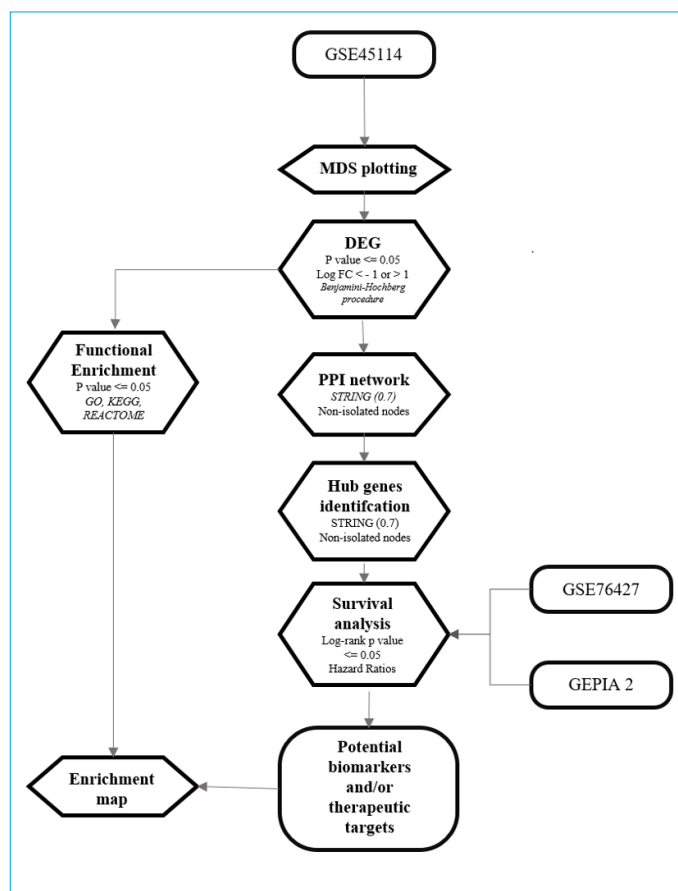 GSE45114
MDS plotting
DEG
P value <= 0.05
Log FC < - 1 or > 1
Benjamini-Hochberg
procedure
Functional
Enrichment
P value <= 0.05
GO, KEGG,
REACTOME
PPI network
STRING (0.7)
Non-isolated nodes
Hub genes
identifcation
STRING (0.7)
Non-isolated nodes
Survival
analysis
Log-rank p value
<= 0.05
Hazard Ratios
GSE76427
GEPIA 2
Potential
biomarkers
and/or
therapeutic
targets
Enrichment
map